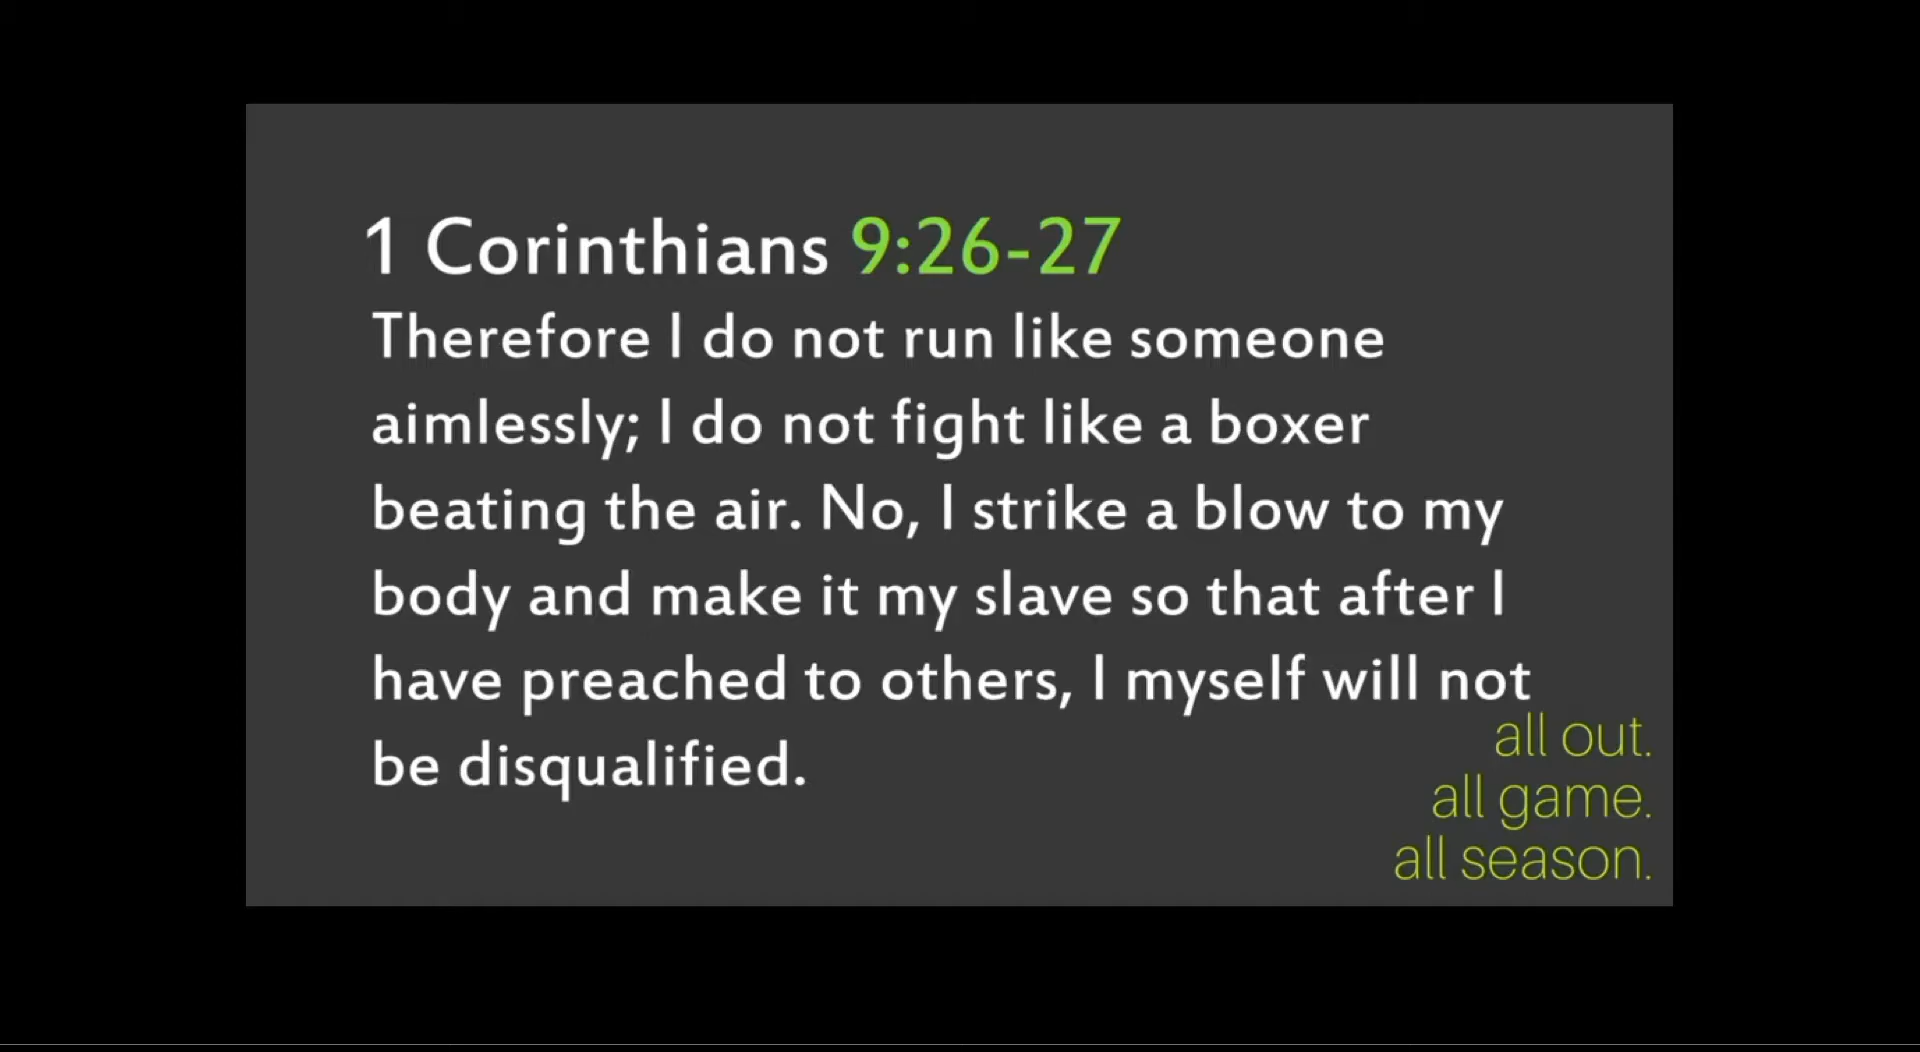 1 Corinthians 9:26-27
Therefore I do not run like someone
aimlessly; I do not fight like a boxer
beating the air. No, I strike a blow to my
body and make it my slave so that after I
have preached to others, I myself will not
be disqualified.
all out.
all game.
all season.